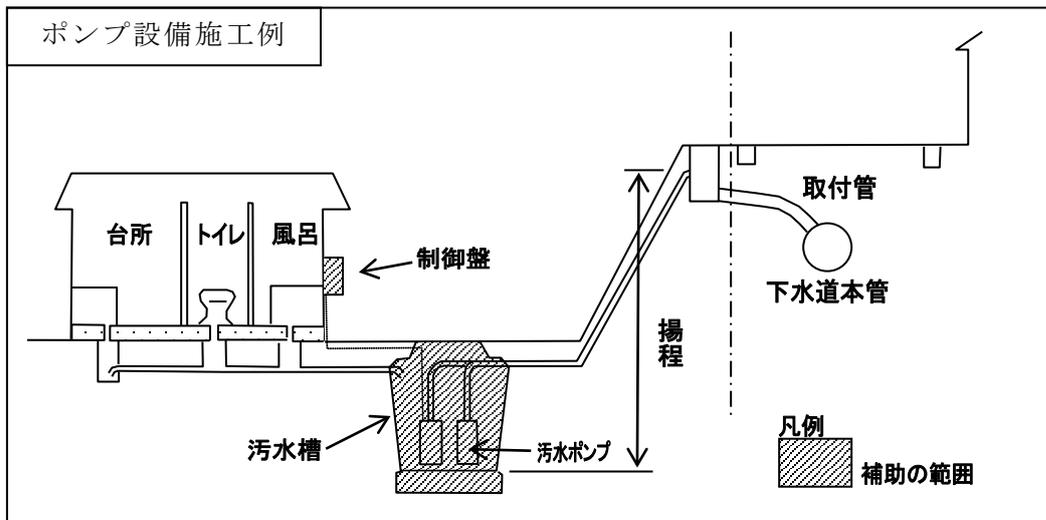 ポンプ設備施工例
台所
トイレ
風呂
制御盤
取付管
下水道本管
揚程
汚水槽
汚水ポンプ
凡例
補助の範囲